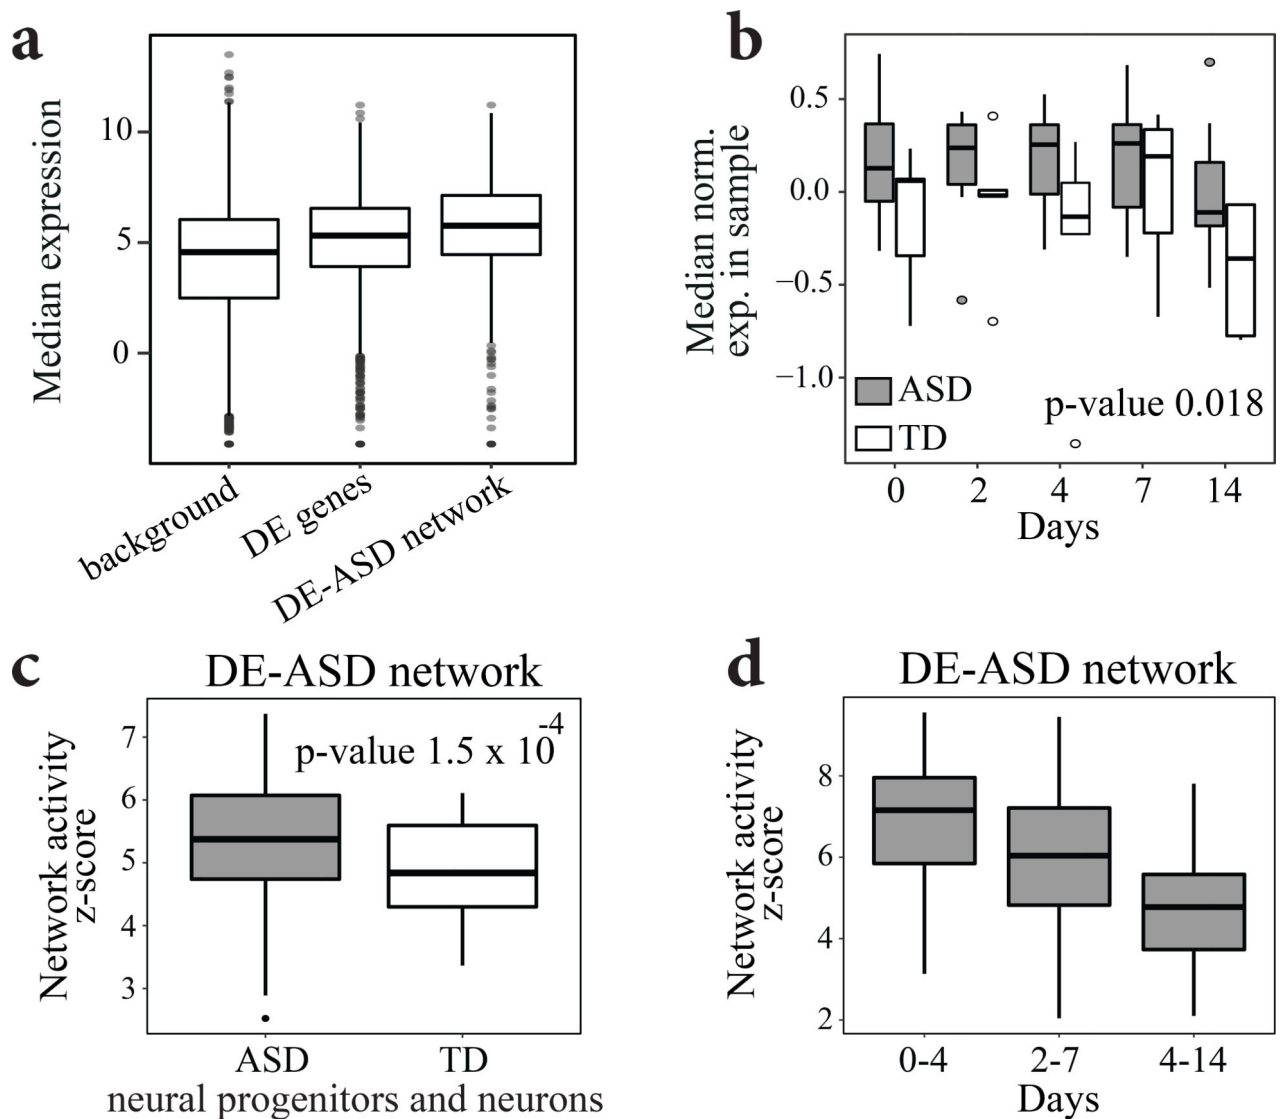 a
Median expression
10
5
0
background
DE genes
DE-ASD network
b
Median norm.
exp. in sample
0.5
0.0
−0.5
−1.0
ASD
TD
p-value 0.018
0 2 4 7 14
Days
c
DE-ASD network
Network activity
z-score
7
6
5
4
3
p-value 1.5 x 10-4
ASD TD
neural progenitors and neurons
d
DE-ASD network
Network activity
z-score
8
6
4
2
0-4 2-7 4-14
Days